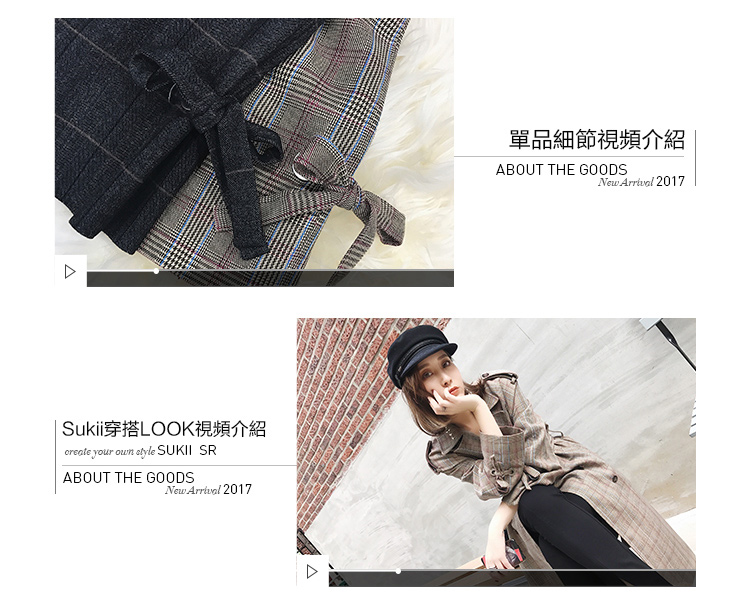 單品細節視頻介紹
ABOUT THE GOODS
New Arrival 2017
Sukii穿搭LOOK視頻介紹
create your own style SUKII SR
ABOUT THE GOODS
New Arrival 2017